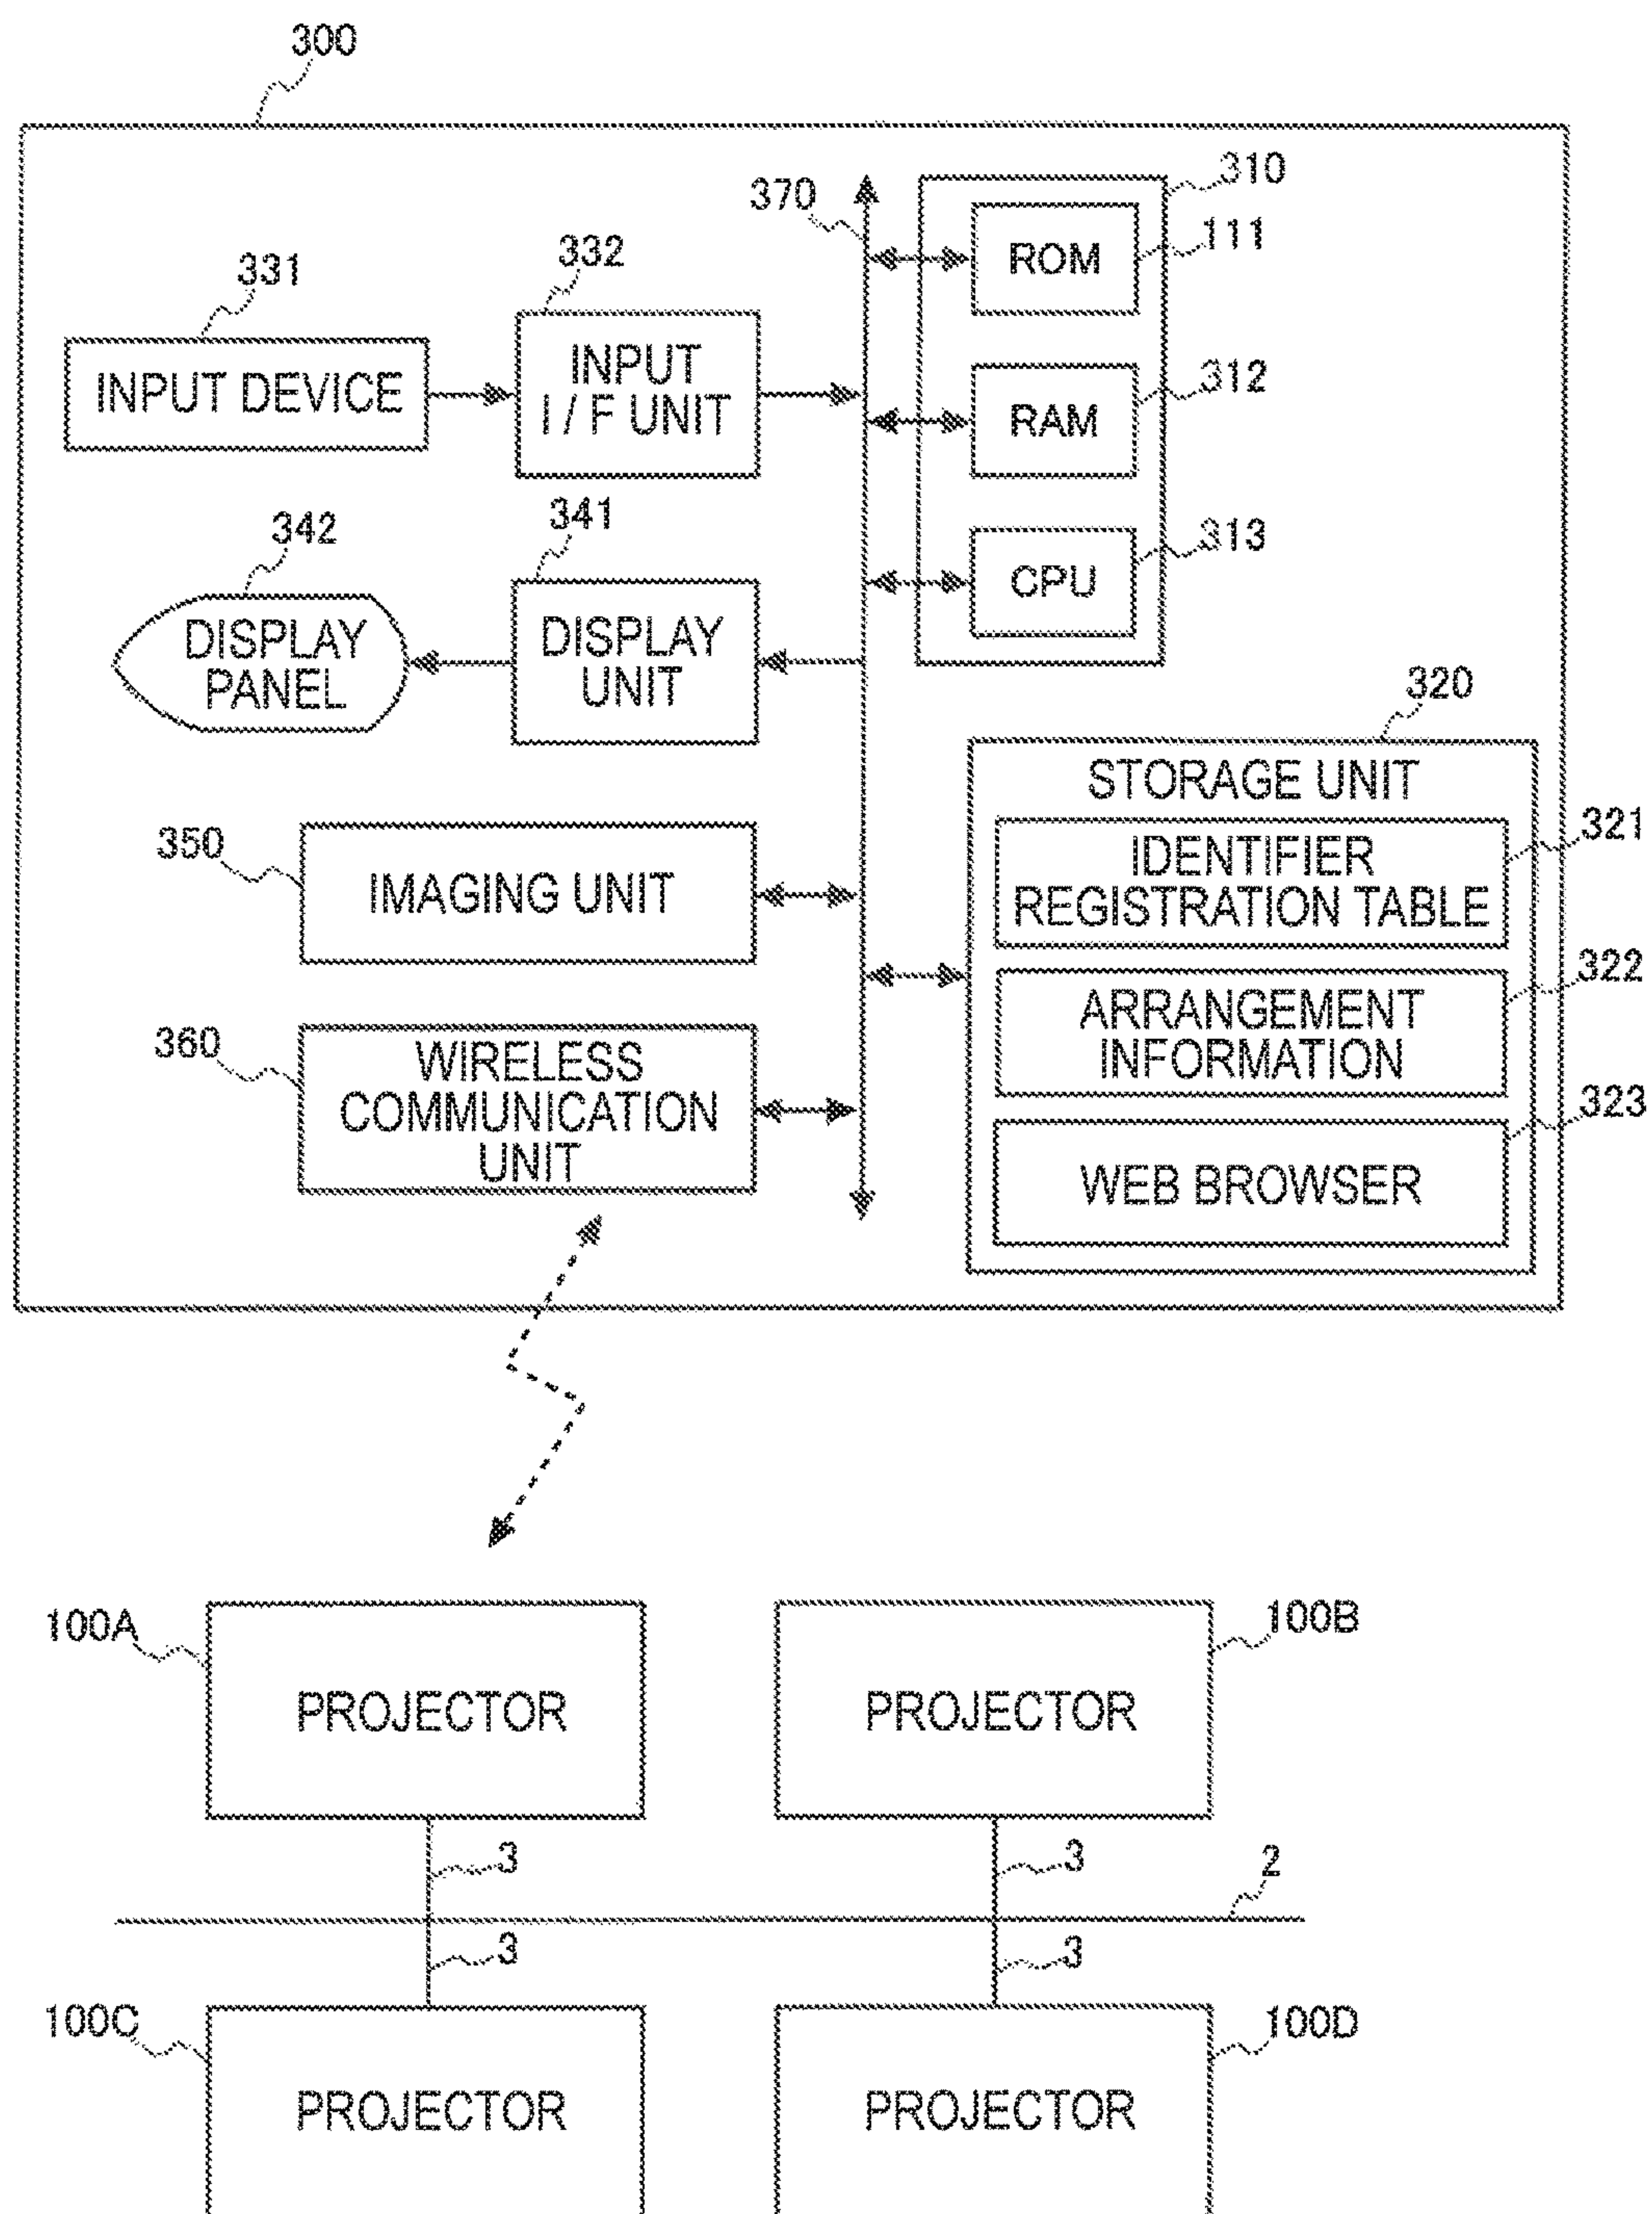 300
310
370
ROM
111
332
331
INPUT
I / F UNIT
INPUT DEVICE
RAM
312
342
341
CPU
313
DISPLAY
PANEL
DISPLAY
UNIT
320
STORAGE UNIT
350
IMAGING UNIT
IDENTIFIER
REGISTRATION TABLE
321
ARRANGEMENT
INFORMATION
322
360
WIRELESS
COMMUNICATION
UNIT
WEB BROWSER
323
100A
PROJECTOR
PROJECTOR
100B
3
3
2
3
3
100C
PROJECTOR
PROJECTOR
100D